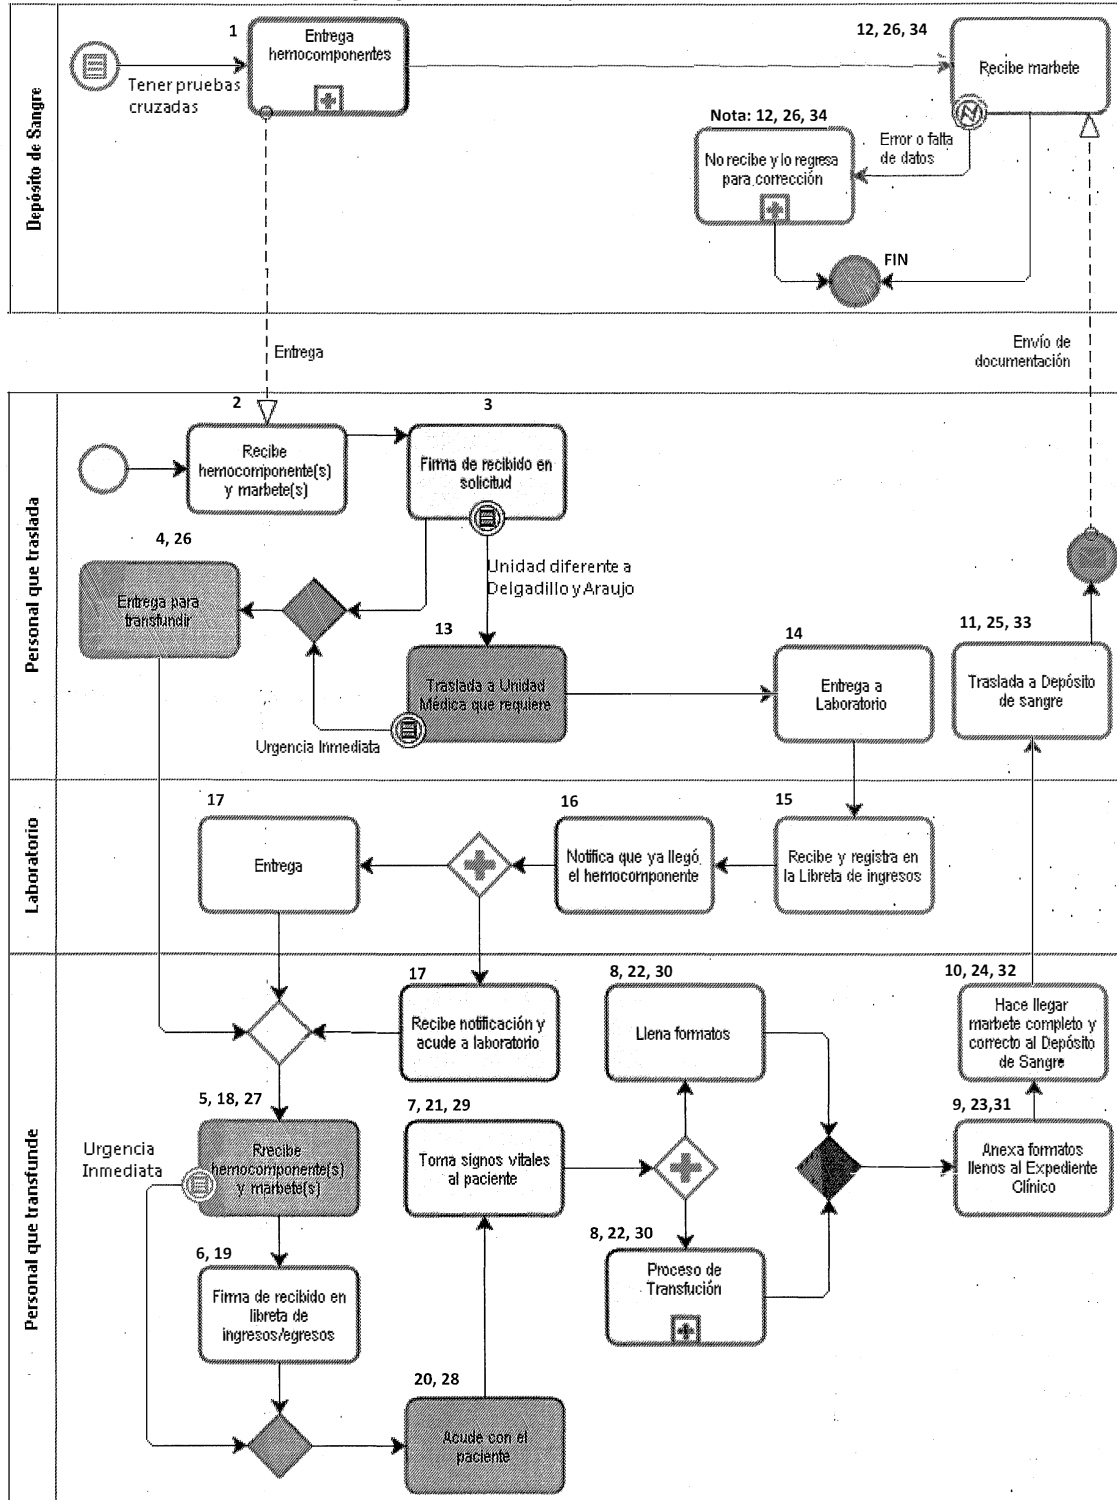 Depósito de Sangre
1
Entrega
hemocomponentes
Tener pruebas
cruzadas
12, 26, 34
Recibe marbete
Nota: 12, 26, 34
No recibe y lo regresa
para corrección
Error o falta
de datos
FIN
Entrega
Envío de
documentación
Personal que traslada
2
Recibe
hemocomponente(s)
y marbete(s)
3
Firma de recibido en
solicitud
4, 26
Entrega para
transfundir
Unidad diferente a
Delgadillo y Araujo
13
Traslada a Unidad
Médica que requiere
Urgencia Inmediata
14
Entrega a
Laboratorio
11, 25, 33
Traslada a Depósito
de sangre
Laboratorio
17
Entrega
16
Notifica que ya llegó
el hemocomponente
15
Recibe y registra en
la Libreta de ingresos
Personal que transfunde
17
Recibe notificación y
acude a laboratorio
8, 22, 30
Llena formatos
10, 24, 32
Hace llegar
marbete completo y
correcto al Depósito
de Sangre
5, 18, 27
Rrecibe
hemocomponente(s)
y marbete(s)
Urgencia
Inmediata
7, 21, 29
Toma signos vitales
al paciente
9, 23,31
Anexa formatos
llenos al Expediente
Clínico
6, 19
Firma de recibido en
libreta de
ingresos/egresos
8, 22, 30
Proceso de
Transfución
20, 28
Acude con el
paciente